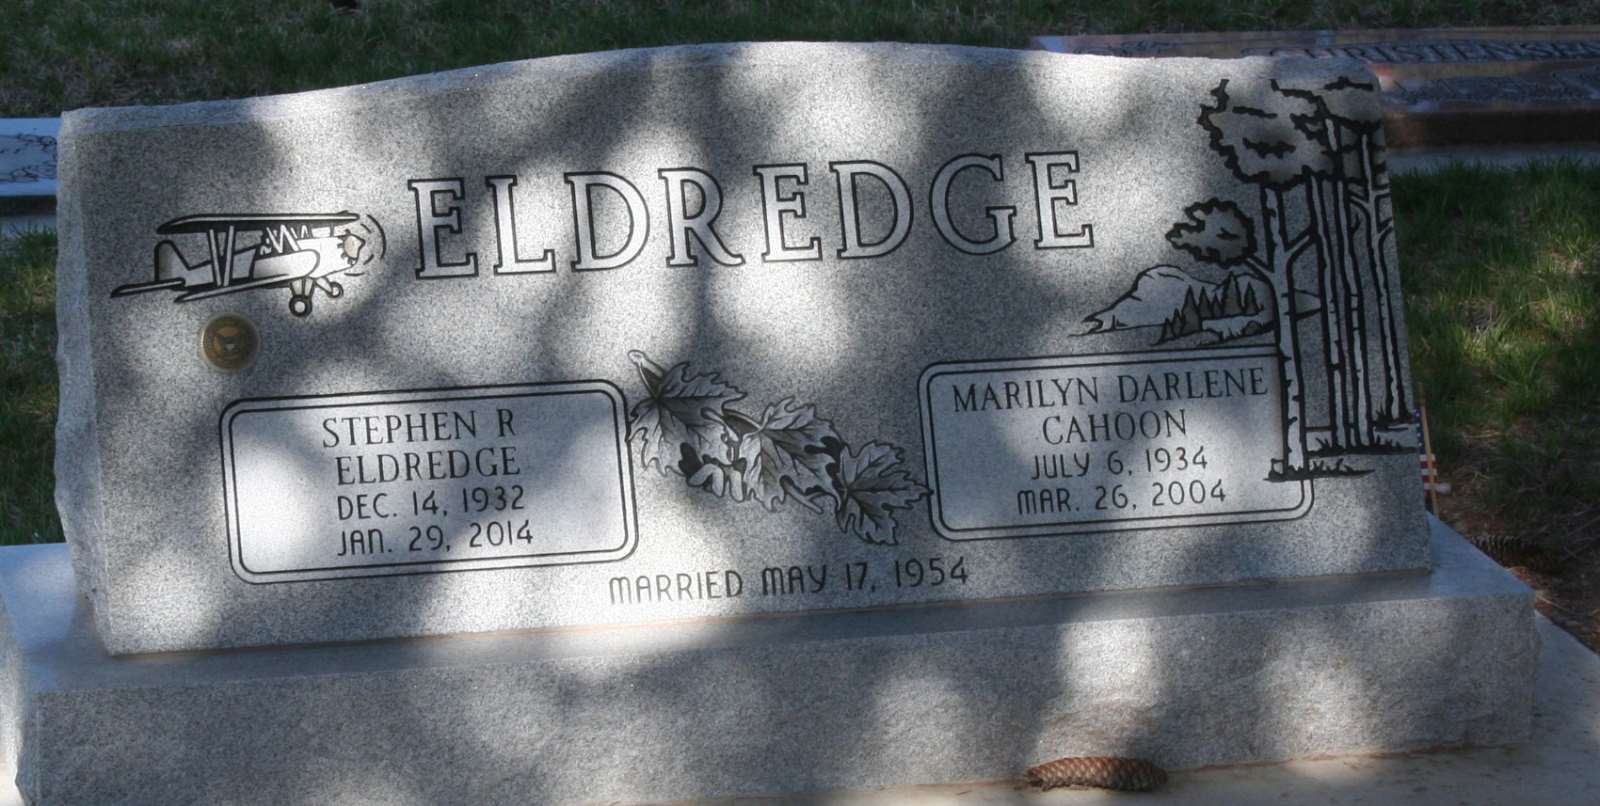 ELDREDGE
STEPHEN R
ELDREDGE
DEC. 14, 1932
JAN. 29, 2014
MARILYN DARLENE
CAHOON
JULY 6, 1934
MAR. 26, 2004
MARRIED MAY 17, 1954